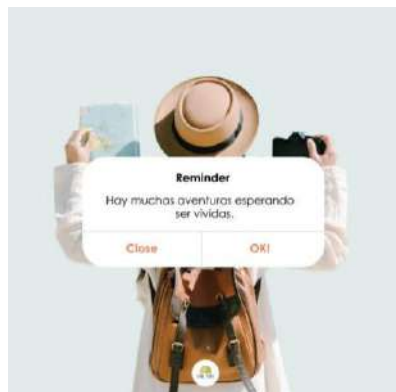 Reminder
Hay muchas aventuras esperando
ser vividas.
Close
OK!